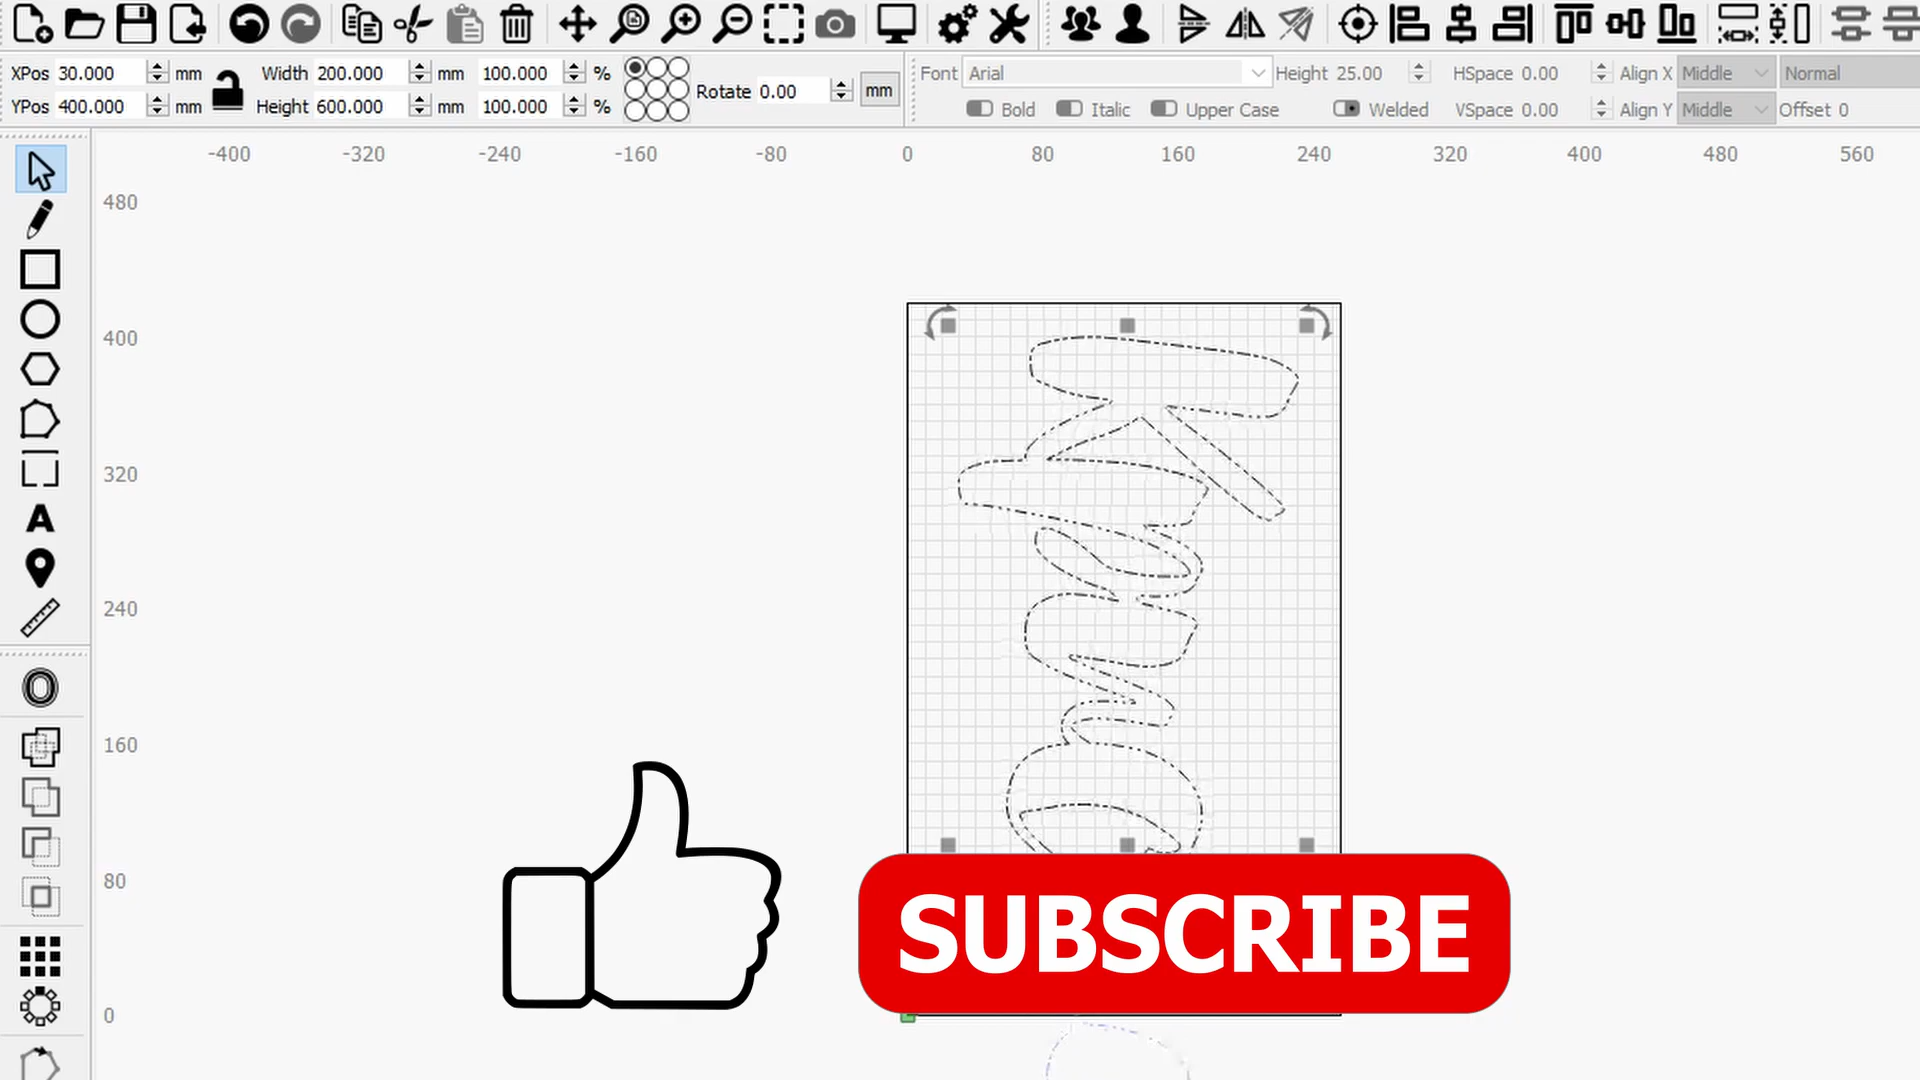 XPos 30.000 mm Width 200.000 mm 100.000 % Rotate 0.00 mm Font Arial Height 25.00 HSpace 0.00 Align X Middle Normal
YPos 400.000 mm Height 600.000 mm 100.000 % Bold Italic Upper Case Welded VSpace 0.00 Align Y Middle Offset 0
-400 -320 -240 -160 -80 0 80 160 240 320 400 480 560
480
400
320
240
160
80
0
A
SUBSCRIBE